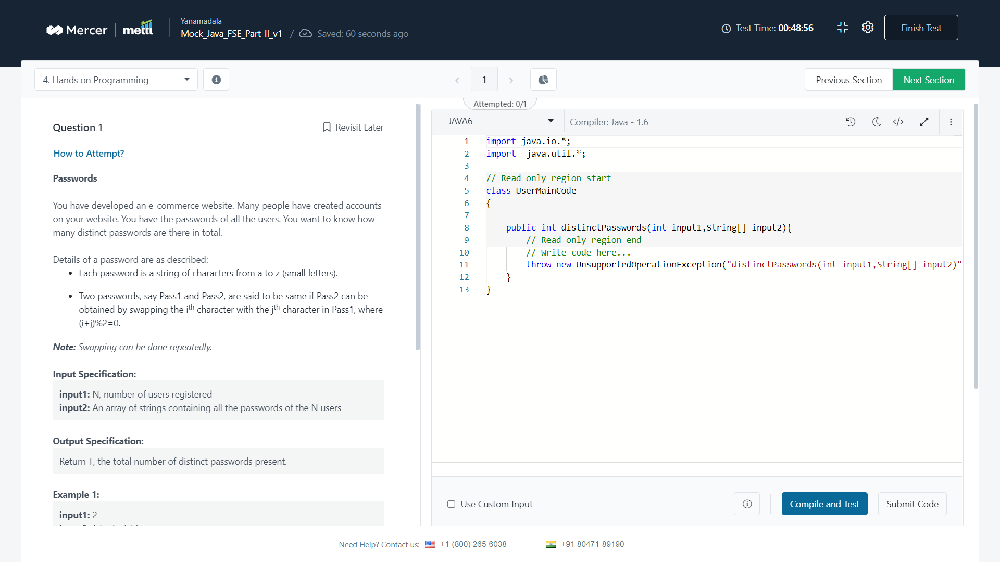 Mercer | mettl
Yanamadala
Mock_Java_FSE_Part-II_v1 / Saved: 60 seconds ago
Test Time: 00:48:56
Finish Test
4. Hands on Programming
1
Previous Section
Next Section
Attempted: 0/1
Question 1
Revisit Later
How to Attempt?
Passwords
You have developed an e-commerce website. Many people have created accounts
on your website. You have the passwords of all the users. You want to know how
many distinct passwords are there in total.
Details of a password are as described:
• Each password is a string of characters from a to z (small letters).
• Two passwords, say Pass1 and Pass2, are said to be same if Pass2 can be
obtained by swapping the ith character with the jth character in Pass1, where
(i+j)%2=0.
Note: Swapping can be done repeatedly.
Input Specification:
input1: N, number of users registered
input2: An array of strings containing all the passwords of the N users
Output Specification:
Return T, the total number of distinct passwords present.
Example 1:
input1: 2
JAVA6
Compiler: Java - 1.6
1 import java.io.*;
2 import  java.util.*;
3
4 // Read only region start
5 class UserMainCode
6 {
7
8     public int distinctPasswords(int input1,String[] input2){
9         // Read only region end
10         // Write code here...
11         throw new UnsupportedOperationException("distinctPasswords(int input1,String[] input2)"
12     }
13 }
Use Custom Input
Compile and Test
Submit Code
Need Help? Contact us: +1 (800) 265-6038 +91 80471-89190